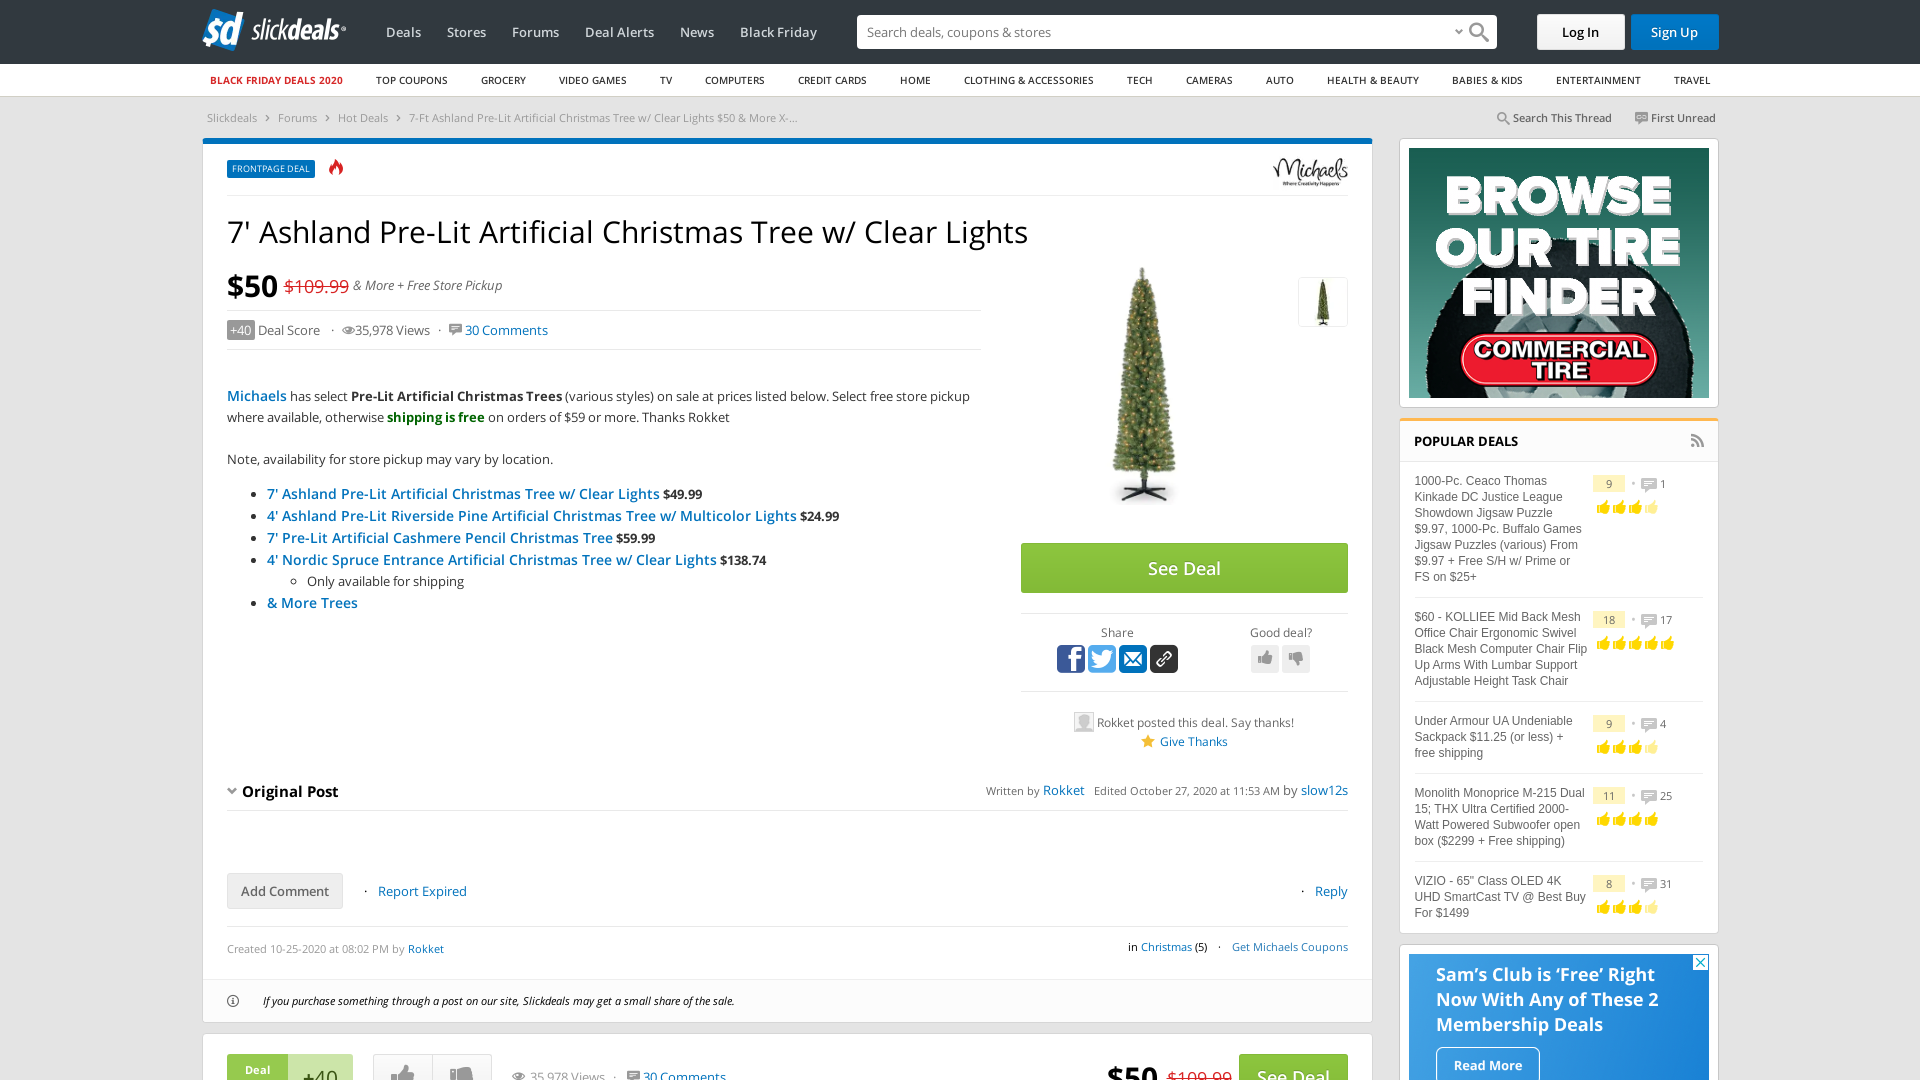 sd slickdeals
Deals Stores Forums Deal Alerts News Black Friday
Search deals, coupons & shops
Log In Sign Up
BLACK FRIDAY DEALS 2020 TOP COUPONS GROCERY VIDEO GAMES TV COMPUTERS CREDIT CARDS HOME CLOTHING & ACCESSORIES TECH CAMERAS AUTO HEALTH & BEAUTY BABIES & KIDS ENTERTAINMENT TRAVEL
Slickdeals > Forums > Hot Deals > 7-Ft Ashland Pre-Lit Artificial Christmas Tree w/ Clear Lights $50 & More X-...
Search This Thread First Unread
FRONTPAGE DEAL
Michaels
Where Creativity Happens
7' Ashland Pre-Lit Artificial Christmas Tree w/ Clear Lights
$50 $109.99 & More + Free Store Pickup
+40 Deal Score · 35,978 Views · 30 Comments
Michaels has select Pre-Lit Artificial Christmas Trees (various styles) on sale at prices listed below. Select free store pickup
where available, otherwise shipping is free on orders of $59 or more. Thanks Rokket
Note, availability for store pickup may vary by location.
7' Ashland Pre-Lit Artificial Christmas Tree w/ Clear Lights $49.99
4' Ashland Pre-Lit Riverside Pine Artificial Christmas Tree w/ Multicolor Lights $24.99
7' Pre-Lit Artificial Cashmere Pencil Christmas Tree $59.99
4' Nordic Spruce Entrance Artificial Christmas Tree w/ Clear Lights $138.74
Only available for shipping
& More Trees
See Deal
Share
Good deal?
Rokket posted this deal. Say thanks!
Give Thanks
Original Post
Written by Rokket Edited October 27, 2020 at 11:53 AM by slow12s
Add Comment · Report Expired
· Reply
Created 10-25-2020 at 08:02 PM by Rokket
in Christmas (5) · Get Michaels Coupons
If you purchase something through a post on our site, Slickdeals may get a small share of the sale.
Deal
+40
35,978 Views · 30 Comments
$50 $109.99 See Deal
BROWSE
OUR TIRE
FINDER
COMMERCIAL
TIRE
POPULAR DEALS
1000-Pc. Ceaco Thomas
Kinkade DC Justice League
Showdown Jigsaw Puzzle
$9.97, 1000-Pc. Buffalo Games
Jigsaw Puzzles (various) From
$9.97 + Free S/H w/ Prime or
FS on $25+
9 • 1
$60 - KOLLIEE Mid Back Mesh
Office Chair Ergonomic Swivel
Black Mesh Computer Chair Flip
Up Arms With Lumbar Support
Adjustable Height Task Chair
18 • 17
Under Armour UA Undeniable
Sackpack $11.25 (or less) +
free shipping
9 • 4
Monolith Monoprice M-215 Dual
15; THX Ultra Certified 2000-
Watt Powered Subwoofer open
box ($2299 + Free shipping)
11 • 25
VIZIO - 65" Class OLED 4K
UHD SmartCast TV @ Best Buy
For $1499
8 • 31
Sam's Club is 'Free' Right
Now With Any of These 2
Membership Deals
Read More